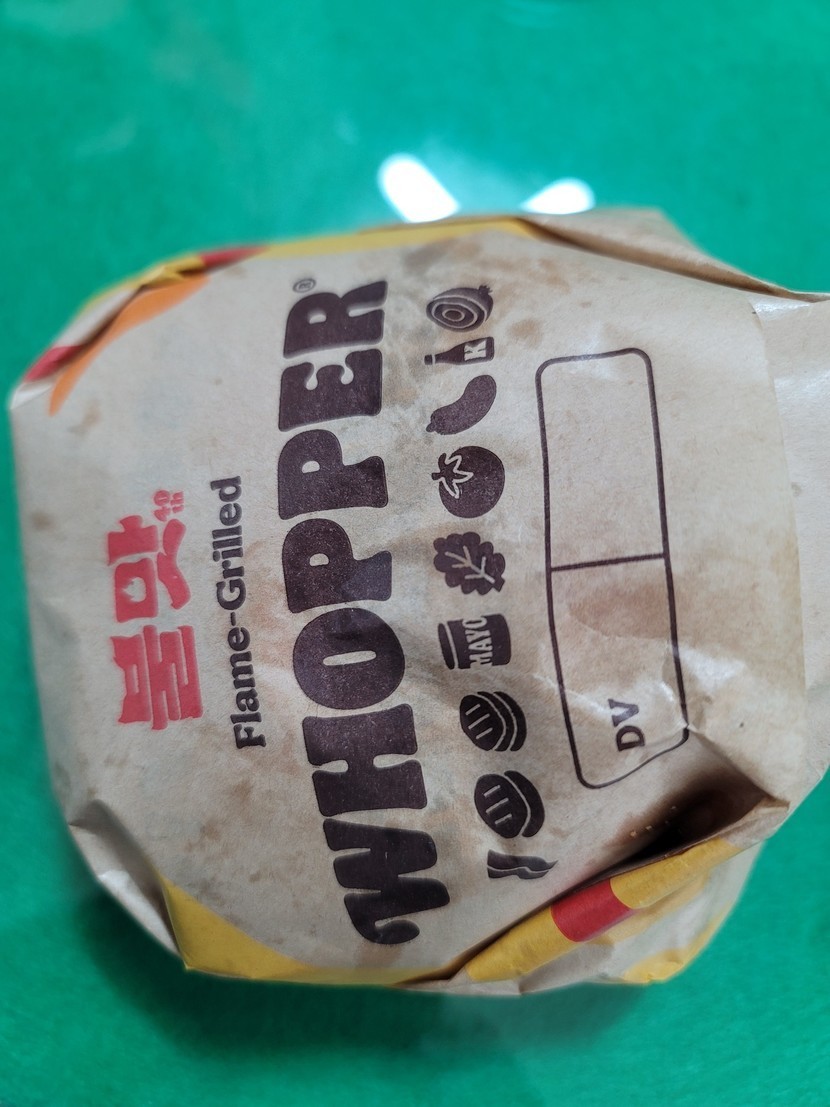 불맛
Flame-Grilled
WHOPPER®
MAYO K
DV